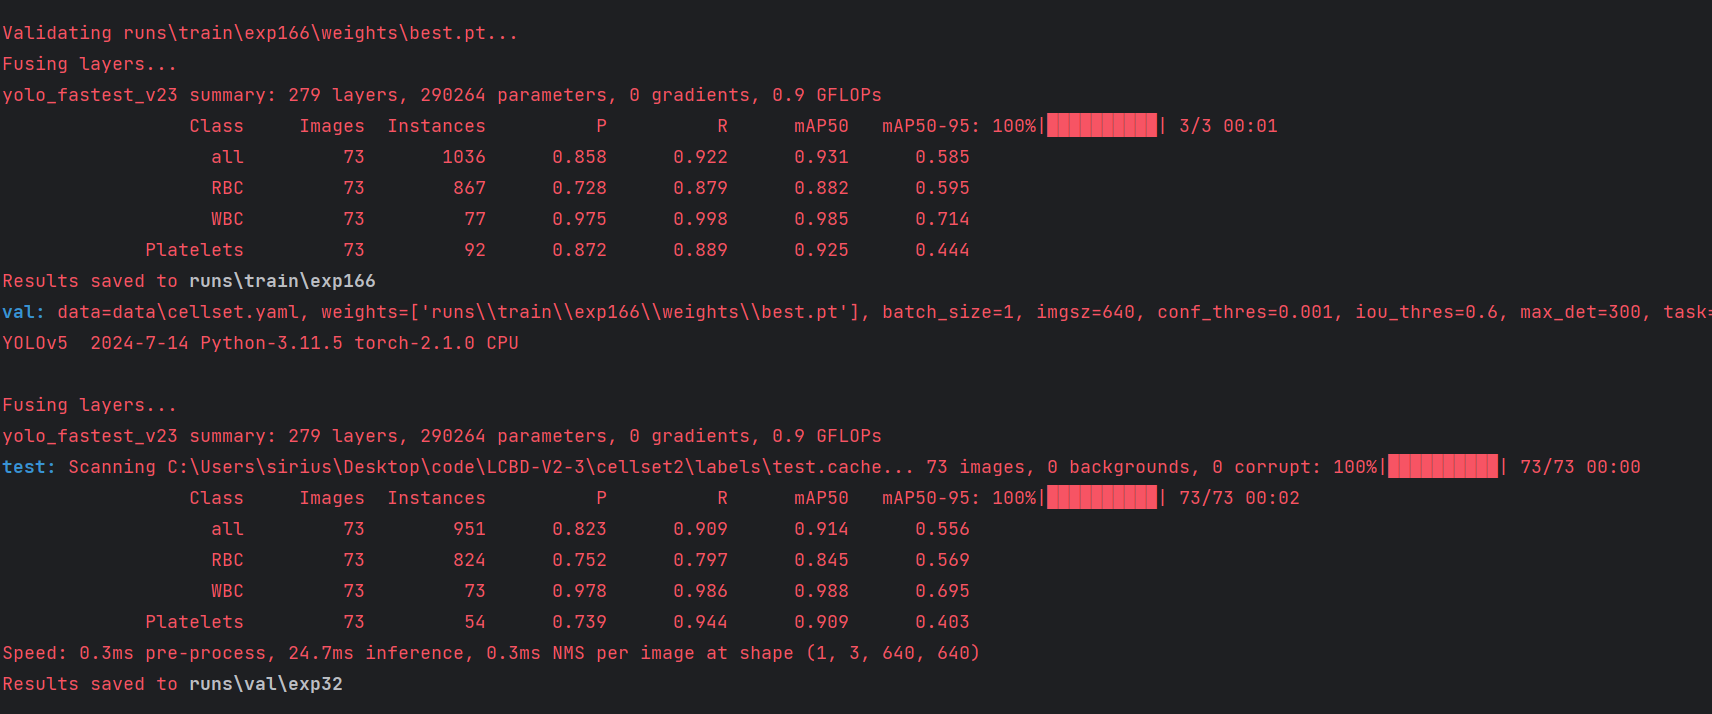 Validating runs\train\exp166\weights\best.pt...
Fusing layers...
yolo_fastest_v23 summary: 279 layers, 290264 parameters, 0 gradients, 0.9 GFLOPs
Class Images Instances P R mAP50 mAP50-95: 100%|██████████| 3/3 00:01
all 73 1036 0.858 0.922 0.931 0.585
RBC 73 867 0.728 0.879 0.882 0.595
WBC 73 77 0.975 0.998 0.985 0.714
Platelets 73 92 0.872 0.889 0.925 0.444
Results saved to runs\train\exp166
val: data=data\cellset.yaml, weights=['runs\\train\\exp166\\weights\\best.pt'], batch_size=1, imgsz=640, conf_thres=0.001, iou_thres=0.6, max_det=300, task=
YOLOv5  2024-7-14 Python-3.11.5 torch-2.1.0 CPU
Fusing layers...
yolo_fastest_v23 summary: 279 layers, 290264 parameters, 0 gradients, 0.9 GFLOPs
test: Scanning C:\Users\sirius\Desktop\code\LCBD-V2-3\cellset2\labels\test.cache... 73 images, 0 backgrounds, 0 corrupt: 100%|██████████| 73/73 00:00
Class Images Instances P R mAP50 mAP50-95: 100%|██████████| 73/73 00:02
all 73 951 0.823 0.909 0.914 0.556
RBC 73 824 0.752 0.797 0.845 0.569
WBC 73 73 0.978 0.986 0.988 0.695
Platelets 73 54 0.739 0.944 0.909 0.403
Speed: 0.3ms pre-process, 24.7ms inference, 0.3ms NMS per image at shape (1, 3, 640, 640)
Results saved to runs\val\exp32